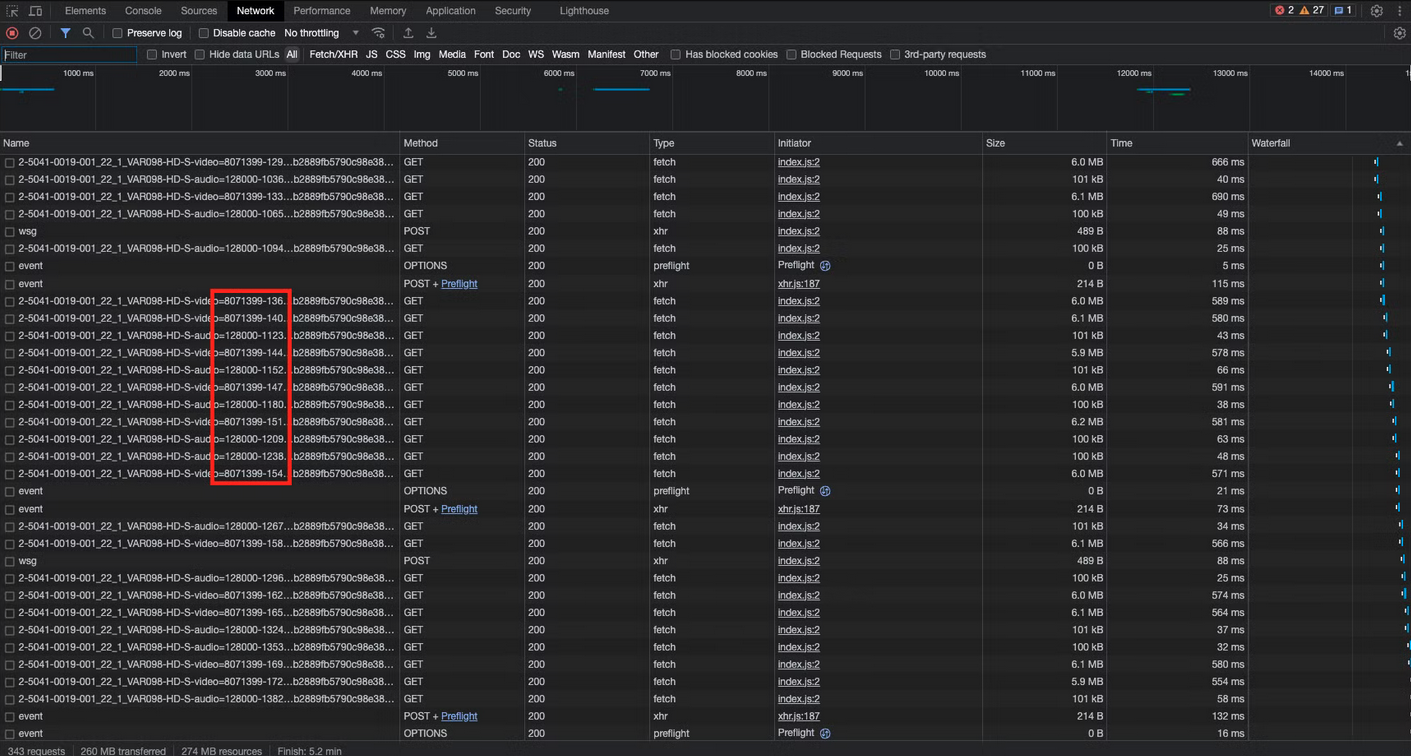 Elements Console Sources Network Performance Memory Application Security Lighthouse 2 27 1
Preserve log Disable cache No throttling
Filter Invert Hide data URLs All Fetch/XHR JS CSS Img Media Font Doc WS Wasm Manifest Other Has blocked cookies Blocked Requests 3rd-party requests
1000 ms 2000 ms 3000 ms 4000 ms 5000 ms 6000 ms 7000 ms 8000 ms 9000 ms 10000 ms 11000 ms 12000 ms 13000 ms 14000 ms
Name Method Status Type Initiator Size Time Waterfall
2-5041-0019-001_22_1_VAR098-HD-S-video=8071399-129…b2889fb5790c98e38… GET 200 fetch index.js:2 6.0 MB 666 ms
2-5041-0019-001_22_1_VAR098-HD-S-audio=128000-1036…b2889fb5790c98e38… GET 200 fetch index.js:2 101 kB 40 ms
2-5041-0019-001_22_1_VAR098-HD-S-video=8071399-133…b2889fb5790c98e38… GET 200 fetch index.js:2 6.1 MB 690 ms
2-5041-0019-001_22_1_VAR098-HD-S-audio=128000-1065…b2889fb5790c98e38… GET 200 fetch index.js:2 100 kB 49 ms
wsg POST 200 xhr index.js:2 489 B 88 ms
2-5041-0019-001_22_1_VAR098-HD-S-audio=128000-1094…b2889fb5790c98e38… GET 200 fetch index.js:2 100 kB 25 ms
event OPTIONS 200 preflight Preflight 0 B 5 ms
event POST + Preflight 200 xhr xhr.js:187 214 B 115 ms
2-5041-0019-001_22_1_VAR098-HD-S-video=8071399-136…b2889fb5790c98e38… GET 200 fetch index.js:2 6.0 MB 589 ms
2-5041-0019-001_22_1_VAR098-HD-S-video=8071399-140…b2889fb5790c98e38… GET 200 fetch index.js:2 6.1 MB 580 ms
2-5041-0019-001_22_1_VAR098-HD-S-audio=128000-1123…b2889fb5790c98e38… GET 200 fetch index.js:2 101 kB 43 ms
2-5041-0019-001_22_1_VAR098-HD-S-video=8071399-144…b2889fb5790c98e38… GET 200 fetch index.js:2 5.9 MB 578 ms
2-5041-0019-001_22_1_VAR098-HD-S-audio=128000-1152…b2889fb5790c98e38… GET 200 fetch index.js:2 101 kB 66 ms
2-5041-0019-001_22_1_VAR098-HD-S-video=8071399-147…b2889fb5790c98e38… GET 200 fetch index.js:2 6.0 MB 591 ms
2-5041-0019-001_22_1_VAR098-HD-S-audio=128000-1180…b2889fb5790c98e38… GET 200 fetch index.js:2 100 kB 38 ms
2-5041-0019-001_22_1_VAR098-HD-S-video=8071399-151…b2889fb5790c98e38… GET 200 fetch index.js:2 6.2 MB 581 ms
2-5041-0019-001_22_1_VAR098-HD-S-audio=128000-1209…b2889fb5790c98e38… GET 200 fetch index.js:2 100 kB 63 ms
2-5041-0019-001_22_1_VAR098-HD-S-audio=128000-1238…b2889fb5790c98e38… GET 200 fetch index.js:2 100 kB 48 ms
2-5041-0019-001_22_1_VAR098-HD-S-video=8071399-154…b2889fb5790c98e38… GET 200 fetch index.js:2 6.0 MB 571 ms
event OPTIONS 200 preflight Preflight 0 B 21 ms
event POST + Preflight 200 xhr xhr.js:187 214 B 73 ms
2-5041-0019-001_22_1_VAR098-HD-S-audio=128000-1267…b2889fb5790c98e38… GET 200 fetch index.js:2 101 kB 34 ms
2-5041-0019-001_22_1_VAR098-HD-S-video=8071399-158…b2889fb5790c98e38… GET 200 fetch index.js:2 6.1 MB 566 ms
wsg POST 200 xhr index.js:2 489 B 88 ms
2-5041-0019-001_22_1_VAR098-HD-S-audio=128000-1296…b2889fb5790c98e38… GET 200 fetch index.js:2 100 kB 25 ms
2-5041-0019-001_22_1_VAR098-HD-S-video=8071399-162…b2889fb5790c98e38… GET 200 fetch index.js:2 6.0 MB 574 ms
2-5041-0019-001_22_1_VAR098-HD-S-video=8071399-165…b2889fb5790c98e38… GET 200 fetch index.js:2 6.1 MB 564 ms
2-5041-0019-001_22_1_VAR098-HD-S-audio=128000-1324…b2889fb5790c98e38… GET 200 fetch index.js:2 101 kB 37 ms
2-5041-0019-001_22_1_VAR098-HD-S-audio=128000-1353…b2889fb5790c98e38… GET 200 fetch index.js:2 100 kB 32 ms
2-5041-0019-001_22_1_VAR098-HD-S-video=8071399-169…b2889fb5790c98e38… GET 200 fetch index.js:2 6.1 MB 580 ms
2-5041-0019-001_22_1_VAR098-HD-S-video=8071399-172…b2889fb5790c98e38… GET 200 fetch index.js:2 5.9 MB 554 ms
2-5041-0019-001_22_1_VAR098-HD-S-audio=128000-1382…b2889fb5790c98e38… GET 200 fetch index.js:2 101 kB 58 ms
event POST + Preflight 200 xhr xhr.js:187 214 B 132 ms
event OPTIONS 200 preflight Preflight 0 B 16 ms
343 requests 260 MB transferred 274 MB resources Finish: 5.2 min